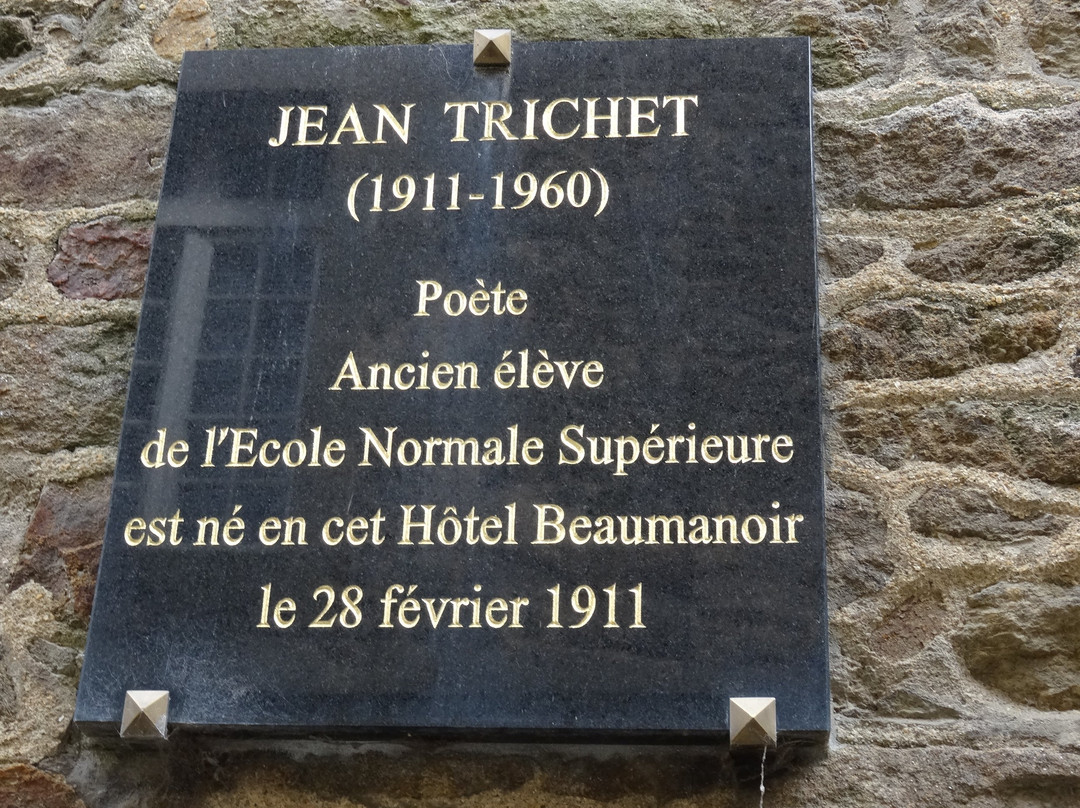 JEAN TRICHET
(1911-1960)
Poète
Ancien élève
de l'Ecole Normale Supérieure
est né en cet Hôtel Beaumanoir
le 28 février 1911